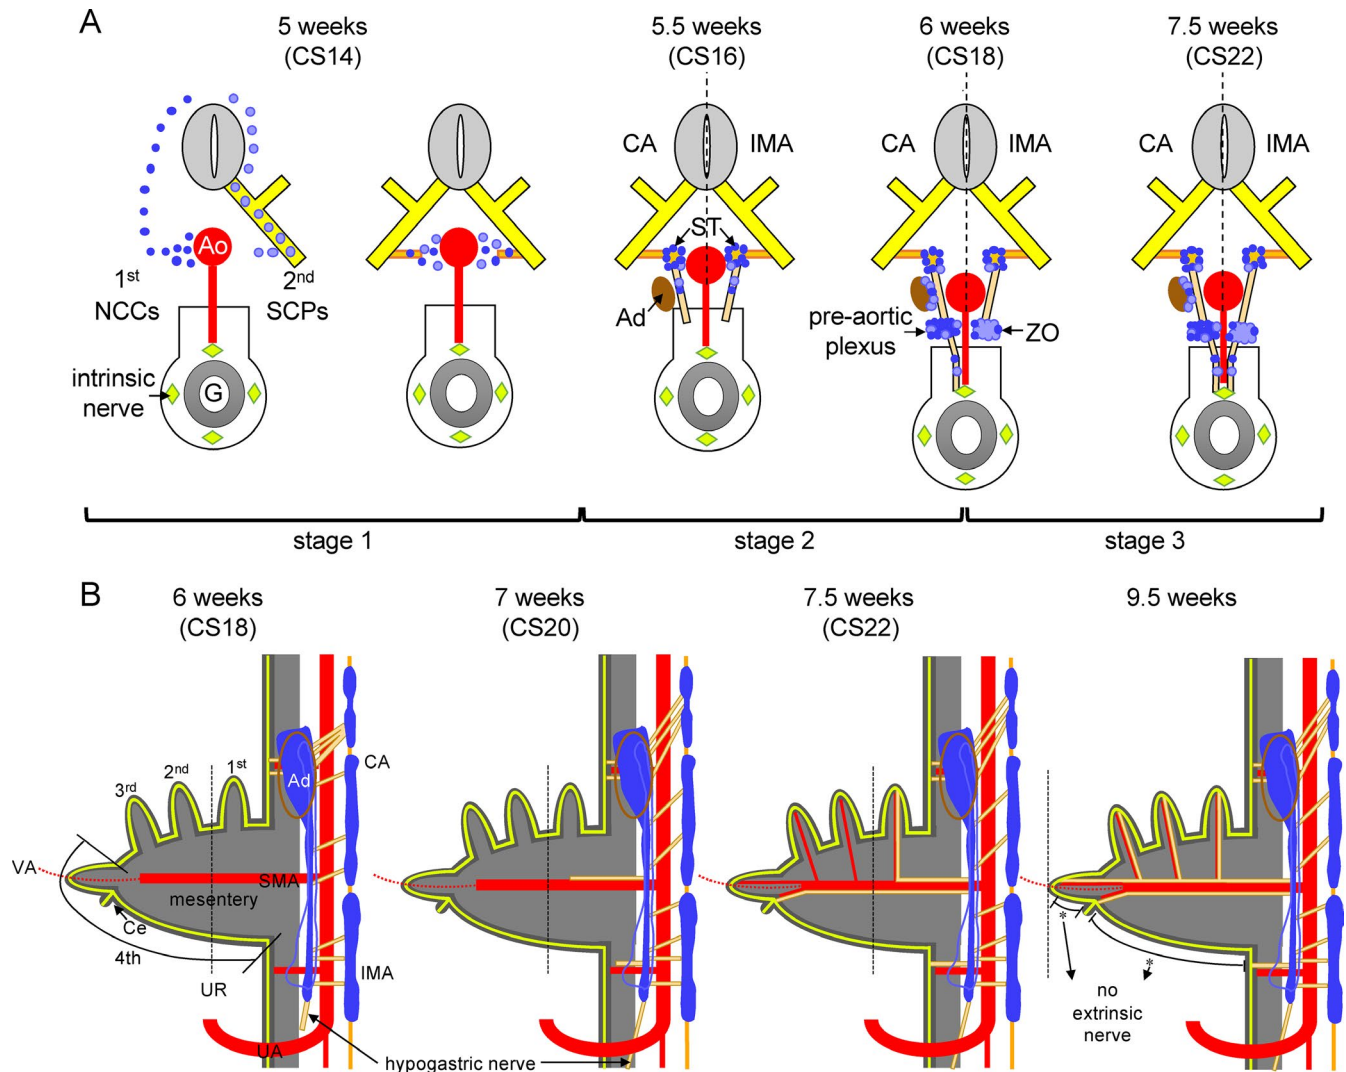 A
5 weeks
(CS14)
5.5 weeks
(CS16)
6 weeks
(CS18)
7.5 weeks
(CS22)
CA
IMA
CA
IMA
CA
IMA
Ao
ST
1st
NCCs
2nd
SCPs
Ad
pre-aortic
plexus
ZO
intrinsic
nerve
G
stage 1
stage 2
stage 3
B
6 weeks
(CS18)
7 weeks
(CS20)
7.5 weeks
(CS22)
9.5 weeks
3rd
2nd
1st
Ad
CA
VA
SMA
mesentery
Ce
4th
UR
IMA
UA
hypogastric nerve
*
*
no
extrinsic
nerve